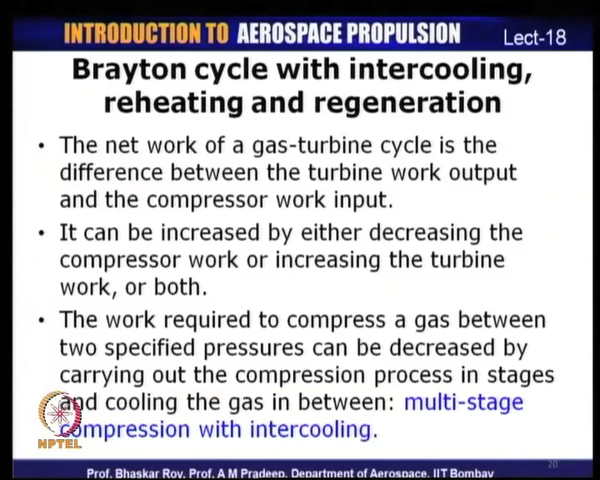 INTRODUCTION TO AEROSPACE PROPULSION
Lect-18
Brayton cycle with intercooling,
reheating and regeneration
• The net work of a gas-turbine cycle is the
difference between the turbine work output
and the compressor work input.
• It can be increased by either decreasing the
compressor work or increasing the turbine
work, or both.
• The work required to compress a gas between
two specified pressures can be decreased by
carrying out the compression process in stages
and cooling the gas in between: multi-stage
compression with intercooling.
NPTEL
20
Prof. Bhaskar Roy, Prof. A M Pradeep, Department of Aerospace, IIT Bombay